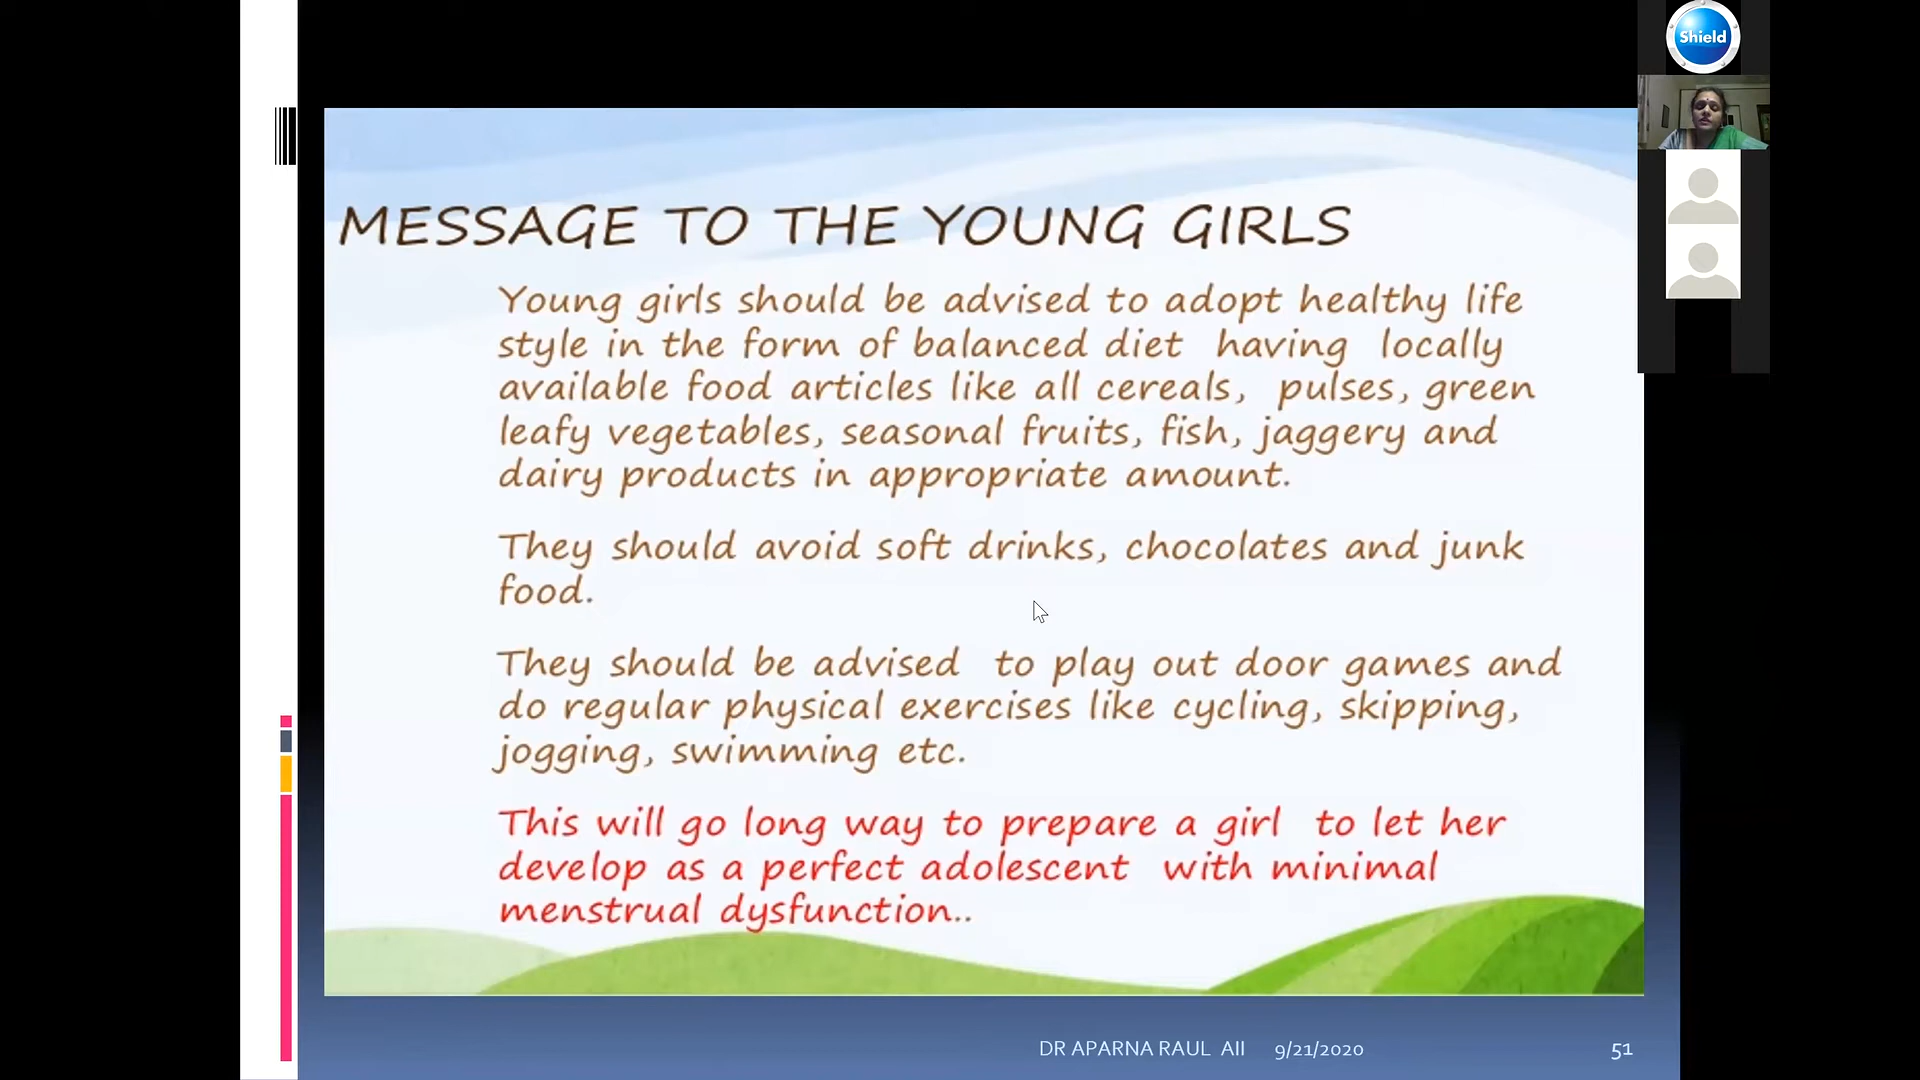 Shield
MESSAGE TO THE YOUNG GIRLS
Young girls should be advised to adopt healthy life
style in the form of balanced diet having locally
available food articles like all cereals, pulses, green
leafy vegetables, seasonal fruits, fish, jaggery and
dairy products in appropriate amount.
They should avoid soft drinks, chocolates and junk
food.
They should be advised to play out door games and
do regular physical exercises like cycling, skipping,
jogging, swimming etc.
This will go long way to prepare a girl to let her
develop as a perfect adolescent with minimal
menstrual dysfunction..
DR APARNA RAUL AII 9/21/2020 51